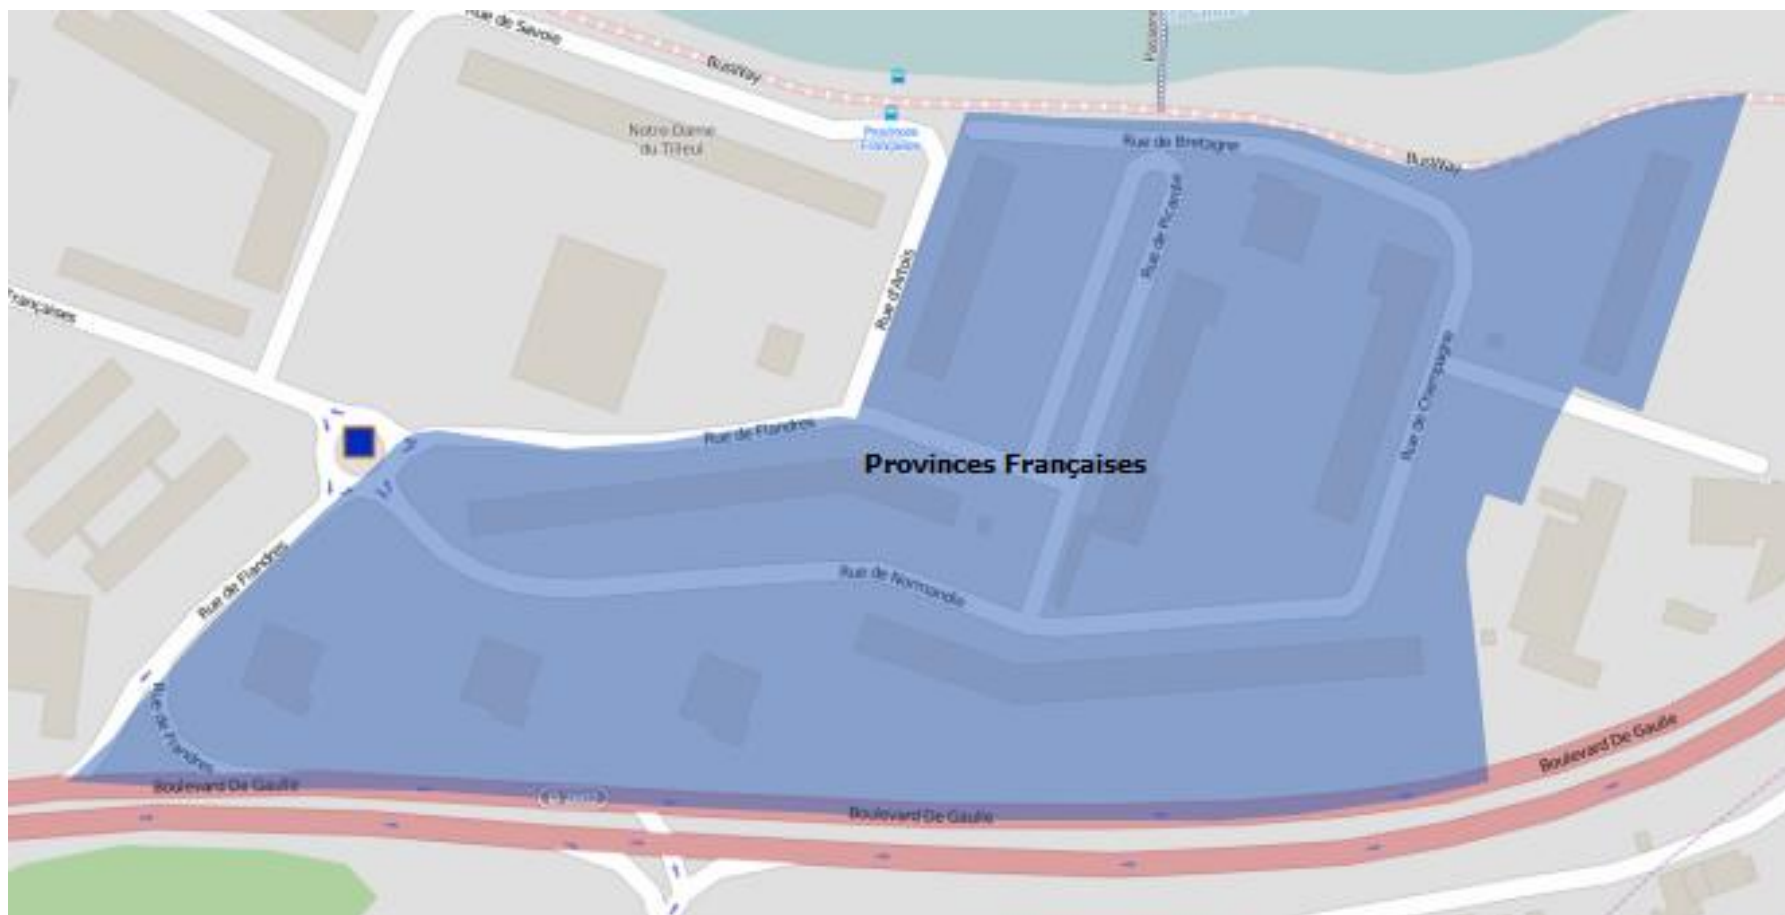 Rue de Savoie
BusWay
Passerelle
Notre Dame
du Tilleul
Provinces
Françaises
Rue de Bretagne
BusWay
Rue de Picardie
Rue d'Artois
Françaises
Rue de Champagne
Rue de Flandres
Provinces Françaises
Rue de Flandres
Rue de Normandie
Rue de Flandres
Boulevard De Gaulle
Boulevard De Gaulle
Boulevard De Gaulle